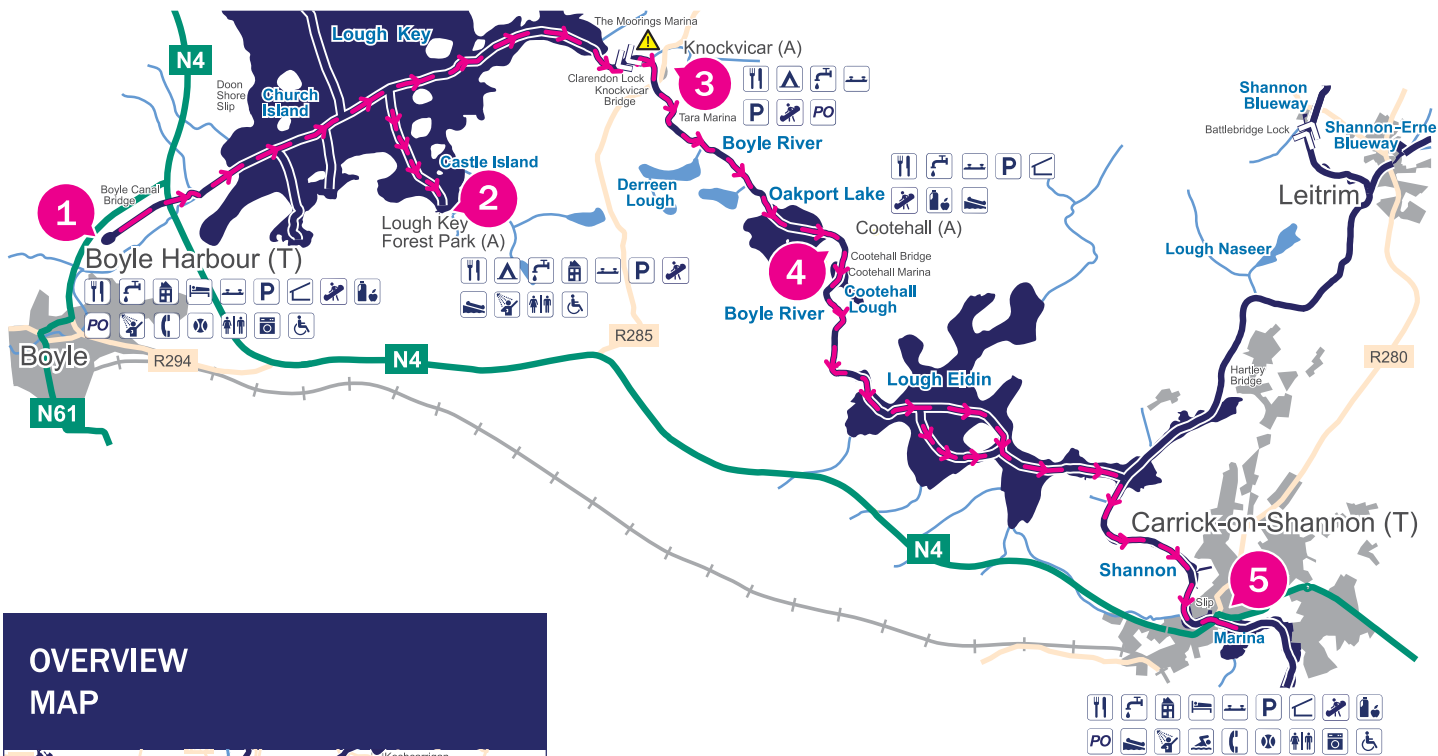 The Moorings Marina
Lough Key
N4
Knockvicar (A)
3
Clarendon Lock
Knockvicar
Bridge
Doon
Shore
Slip
Church
Island
P
PO
Tara Marina
Boyle River
Shannon
Blueway
Battlebridge Lock
Shannon-Erne
Blueway
Castle Island
Boyle Canal
Bridge
1
2
Derreen
Lough
Oakport Lake
P
Leitrim
Lough Key
Forest Park (A)
Cootehall (A)
Lough Naseer
Boyle Harbour (T)
4
Cootehall Bridge
Cootehall Marina
Cootehall
Lough
Boyle River
P
P
PO
R285
Boyle
R294
N4
R280
N61
Lough Eidin
Hartley
Bridge
Carrick-on-Shannon (T)
N4
Shannon
5
Slip
Marina
OVERVIEW
MAP
P
PO
Keshcarrigan